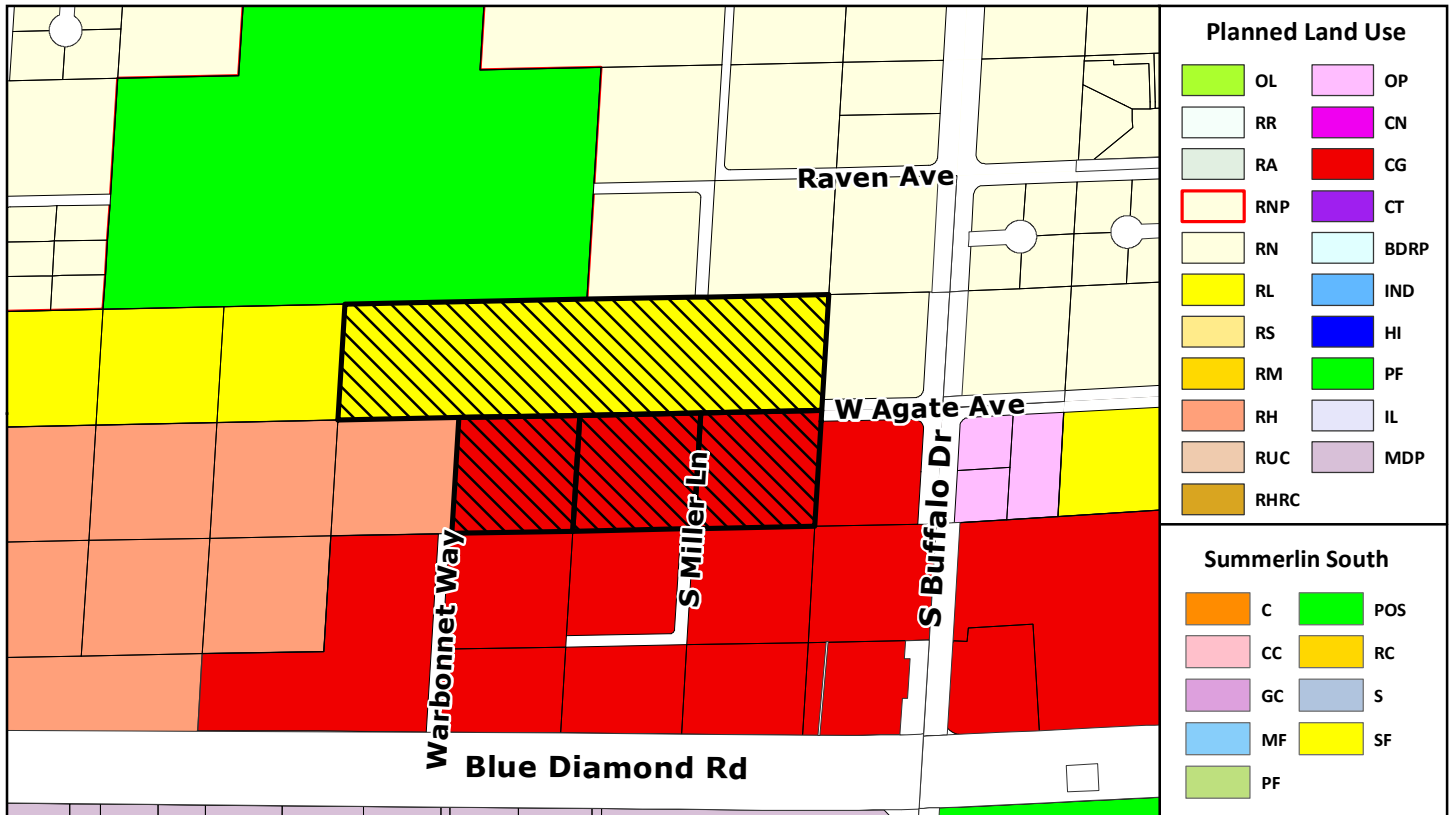 Raven Ave
W Agate Ave
S Buffalo Dr
S Miller Ln
Warbonnet Way
Blue Diamond Rd
Planned Land Use
OL OP
RR CN
RA CG
RNP CT
RN BDRP
RL IND
RS HI
RM PF
RH IL
RUC MDP
RHRC
Summerlin South
C POS
CC RC
GC S
MF SF
PF